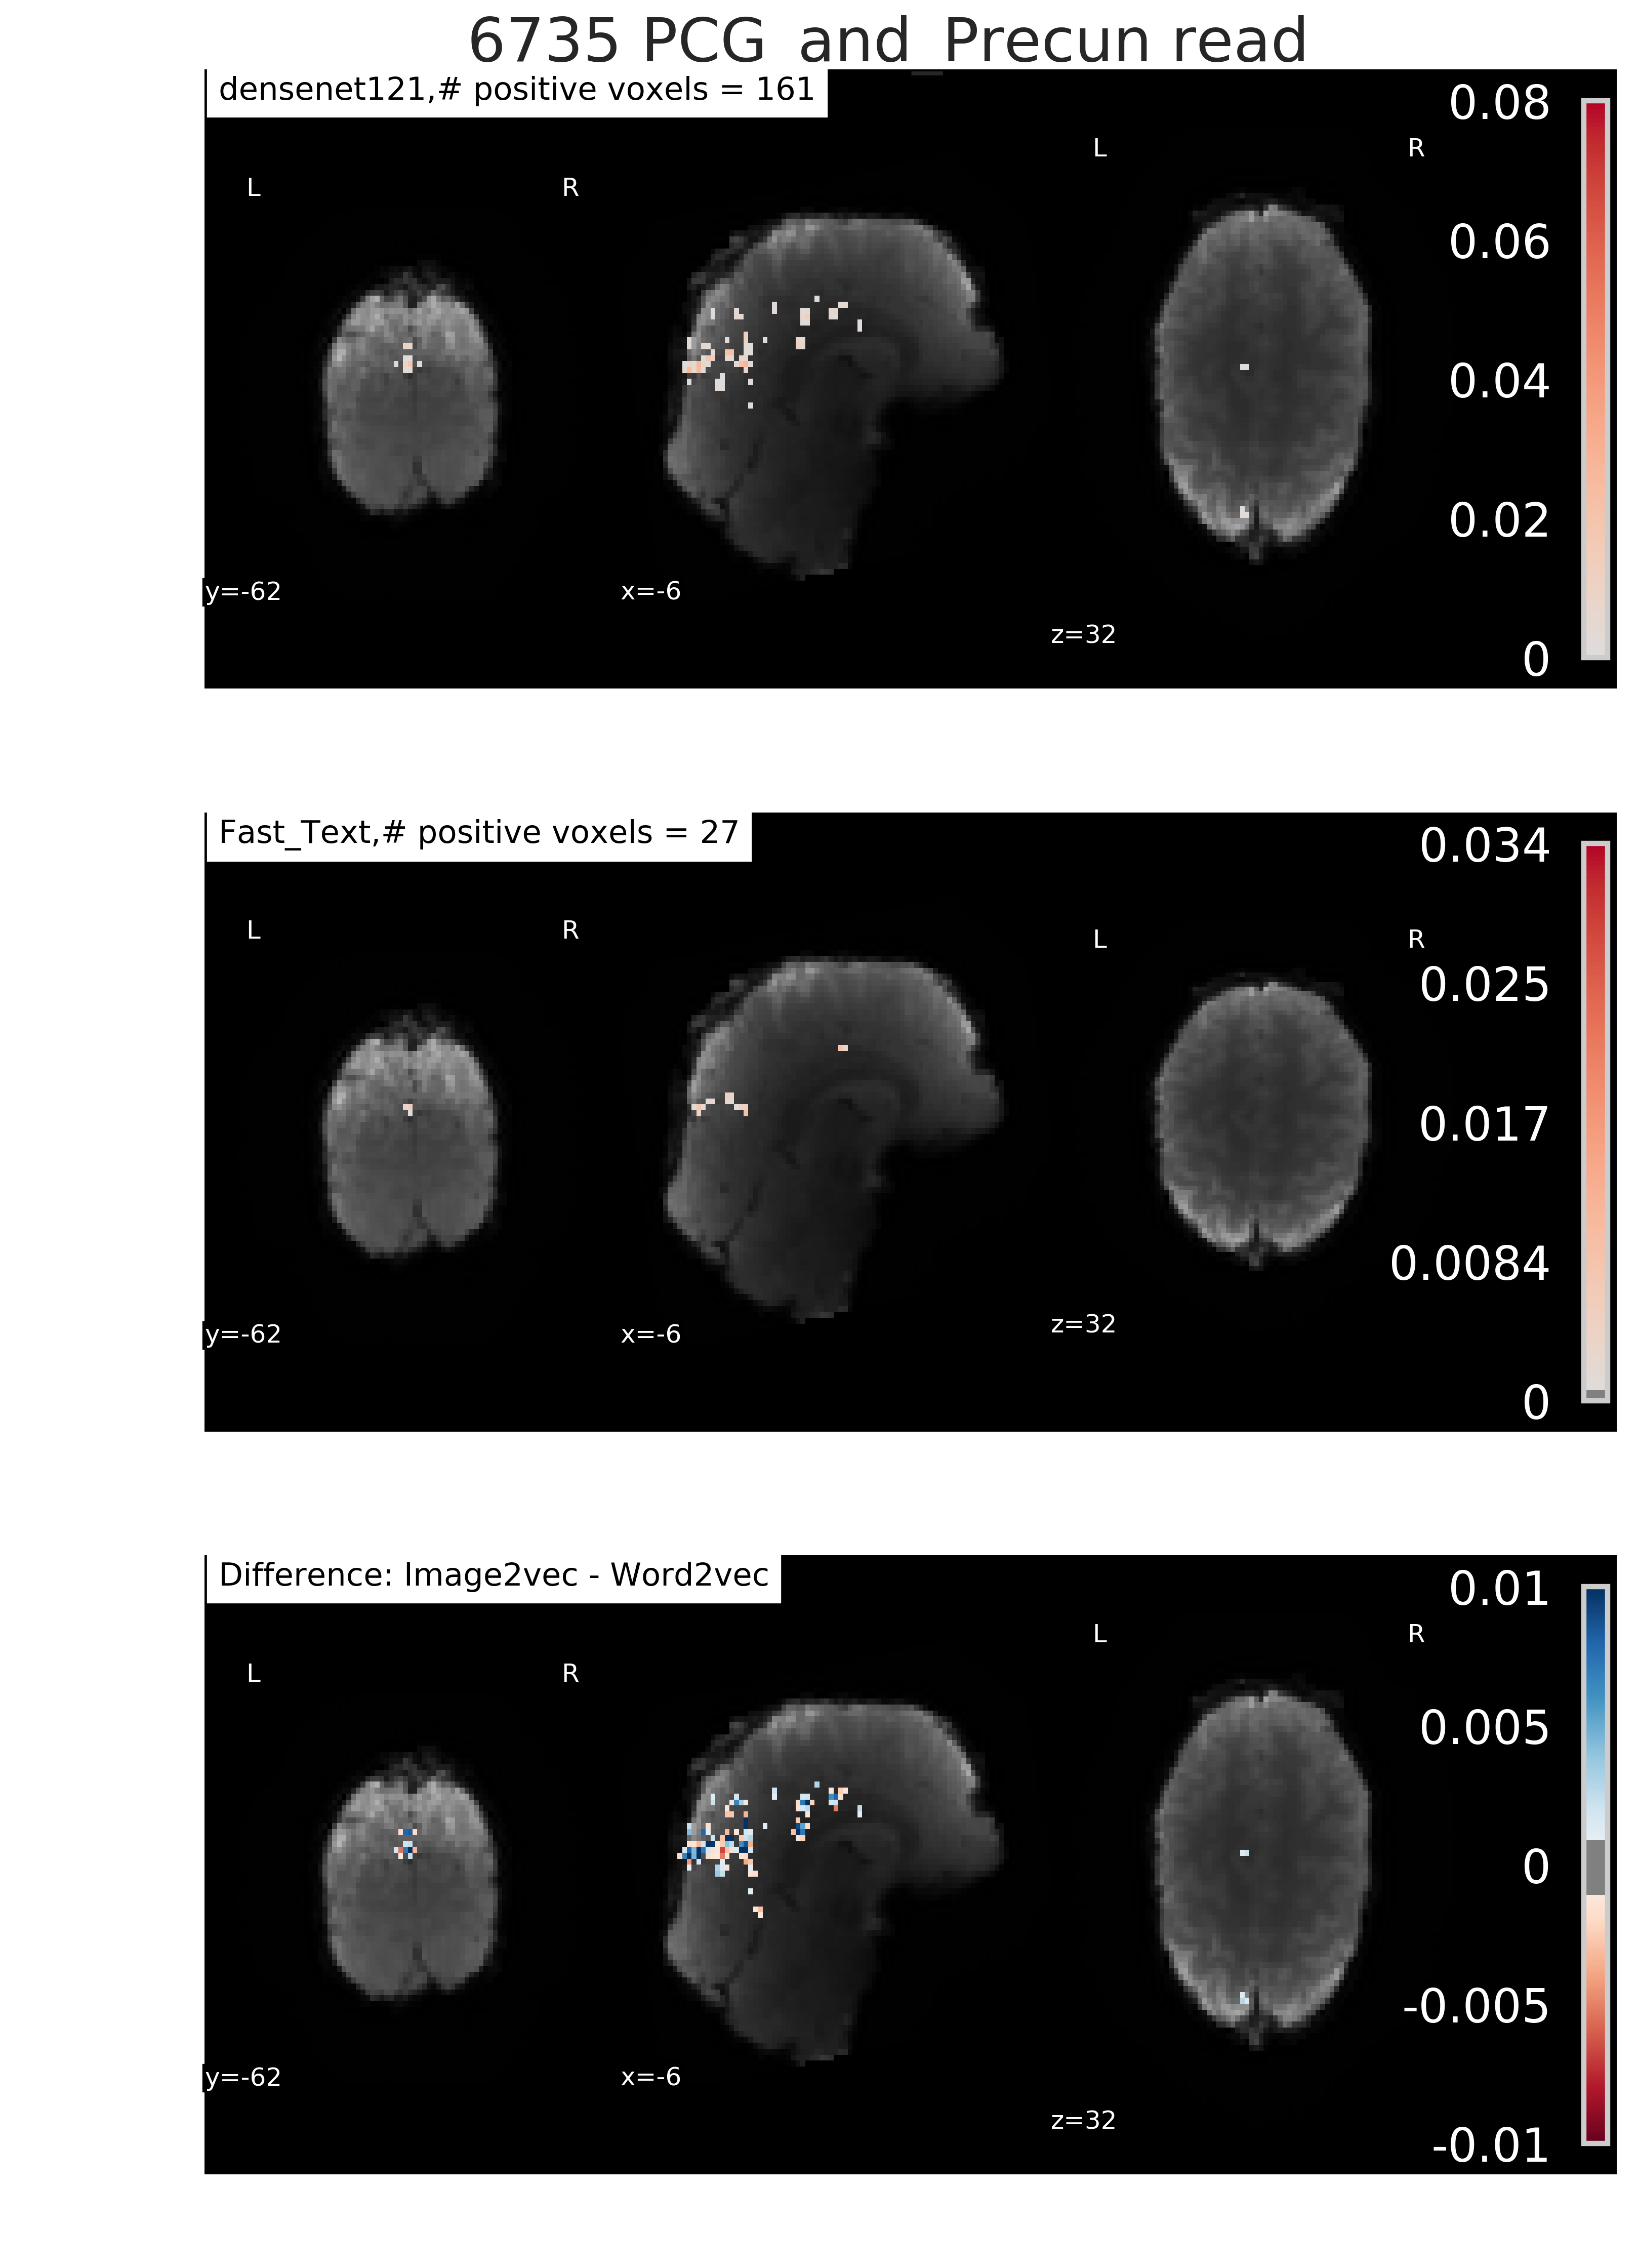 6735 PCG_and_Precun read
densenet121,# positive voxels = 161
0.08
L R
L R
0.06
0.04
0.02
y=-62
x=-6
z=32
0
Fast_Text,# positive voxels = 27
0.034
L R
L R
0.025
0.017
0.0084
y=-62
x=-6
z=32
0
Difference: Image2vec - Word2vec
0.01
L R
L R
0.005
0
-0.005
y=-62
x=-6
z=32
-0.01